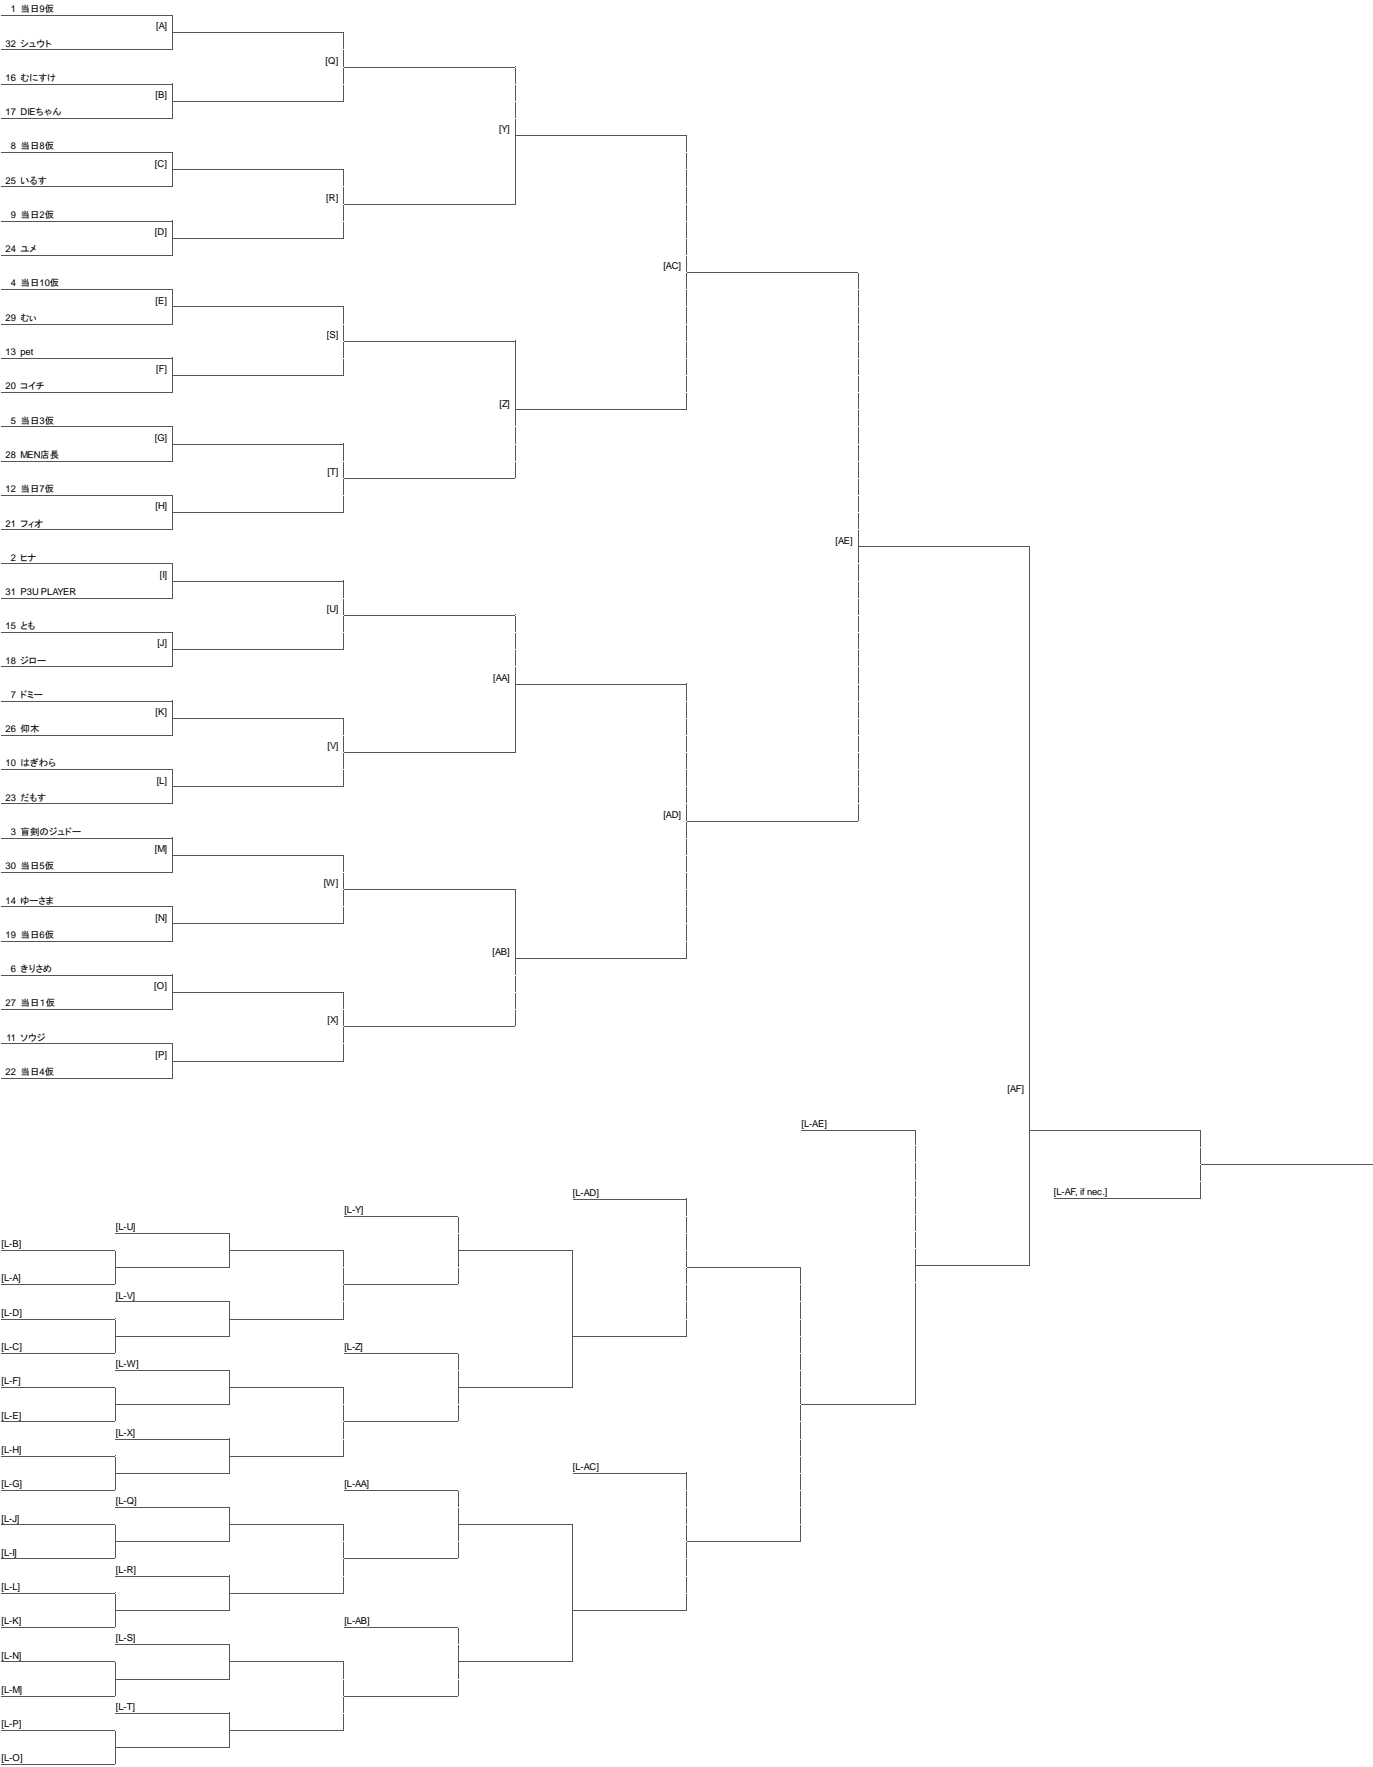 1 当日9仮
[A]
32 シュウト
[Q]
16 むにすけ
[B]
17 DIEちゃん
[Y]
8 当日8仮
[C]
25 いるす
[R]
9 当日2仮
[D]
24 ユメ
[AC]
4 当日10仮
[E]
29 むぃ
[S]
13 pet
[F]
20 コイチ
[Z]
5 当日3仮
[G]
28 MEN店長
[T]
12 当日7仮
[H]
21 フィオ
[AE]
2 ヒナ
[I]
31 P3U PLAYER
[U]
15 とも
[J]
18 ジロー
[AA]
7 ドミー
[K]
26 仰木
[V]
10 はぎわら
[L]
23 だもす
[AD]
3 盲剣のジュドー
[M]
30 当日5仮
[W]
14 ゆーさま
[N]
19 当日6仮
[AB]
6 きりさめ
[O]
27 当日1仮
[X]
11 ソウジ
[P]
22 当日4仮
[AF]
[L-AE]
[L-AD]
[L-AF, if nec.]
[L-Y]
[L-U]
[L-B]
[L-A]
[L-V]
[L-D]
[L-C]
[L-Z]
[L-W]
[L-F]
[L-E]
[L-X]
[L-H]
[L-AC]
[L-G]
[L-AA]
[L-Q]
[L-J]
[L-I]
[L-R]
[L-L]
[L-K]
[L-AB]
[L-S]
[L-N]
[L-M]
[L-T]
[L-P]
[L-O]